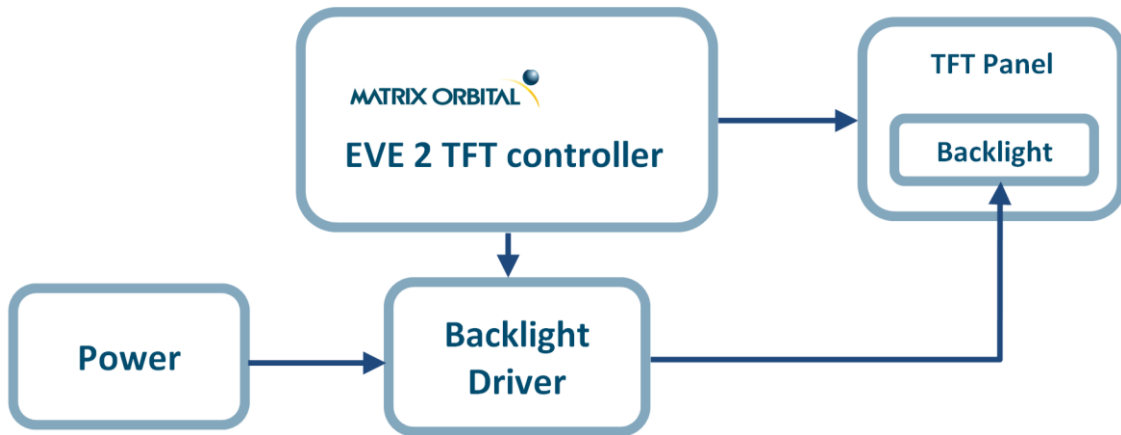 MATRIX ORBITAL
EVE 2 TFT controller
TFT Panel
Backlight
Power
Backlight
Driver